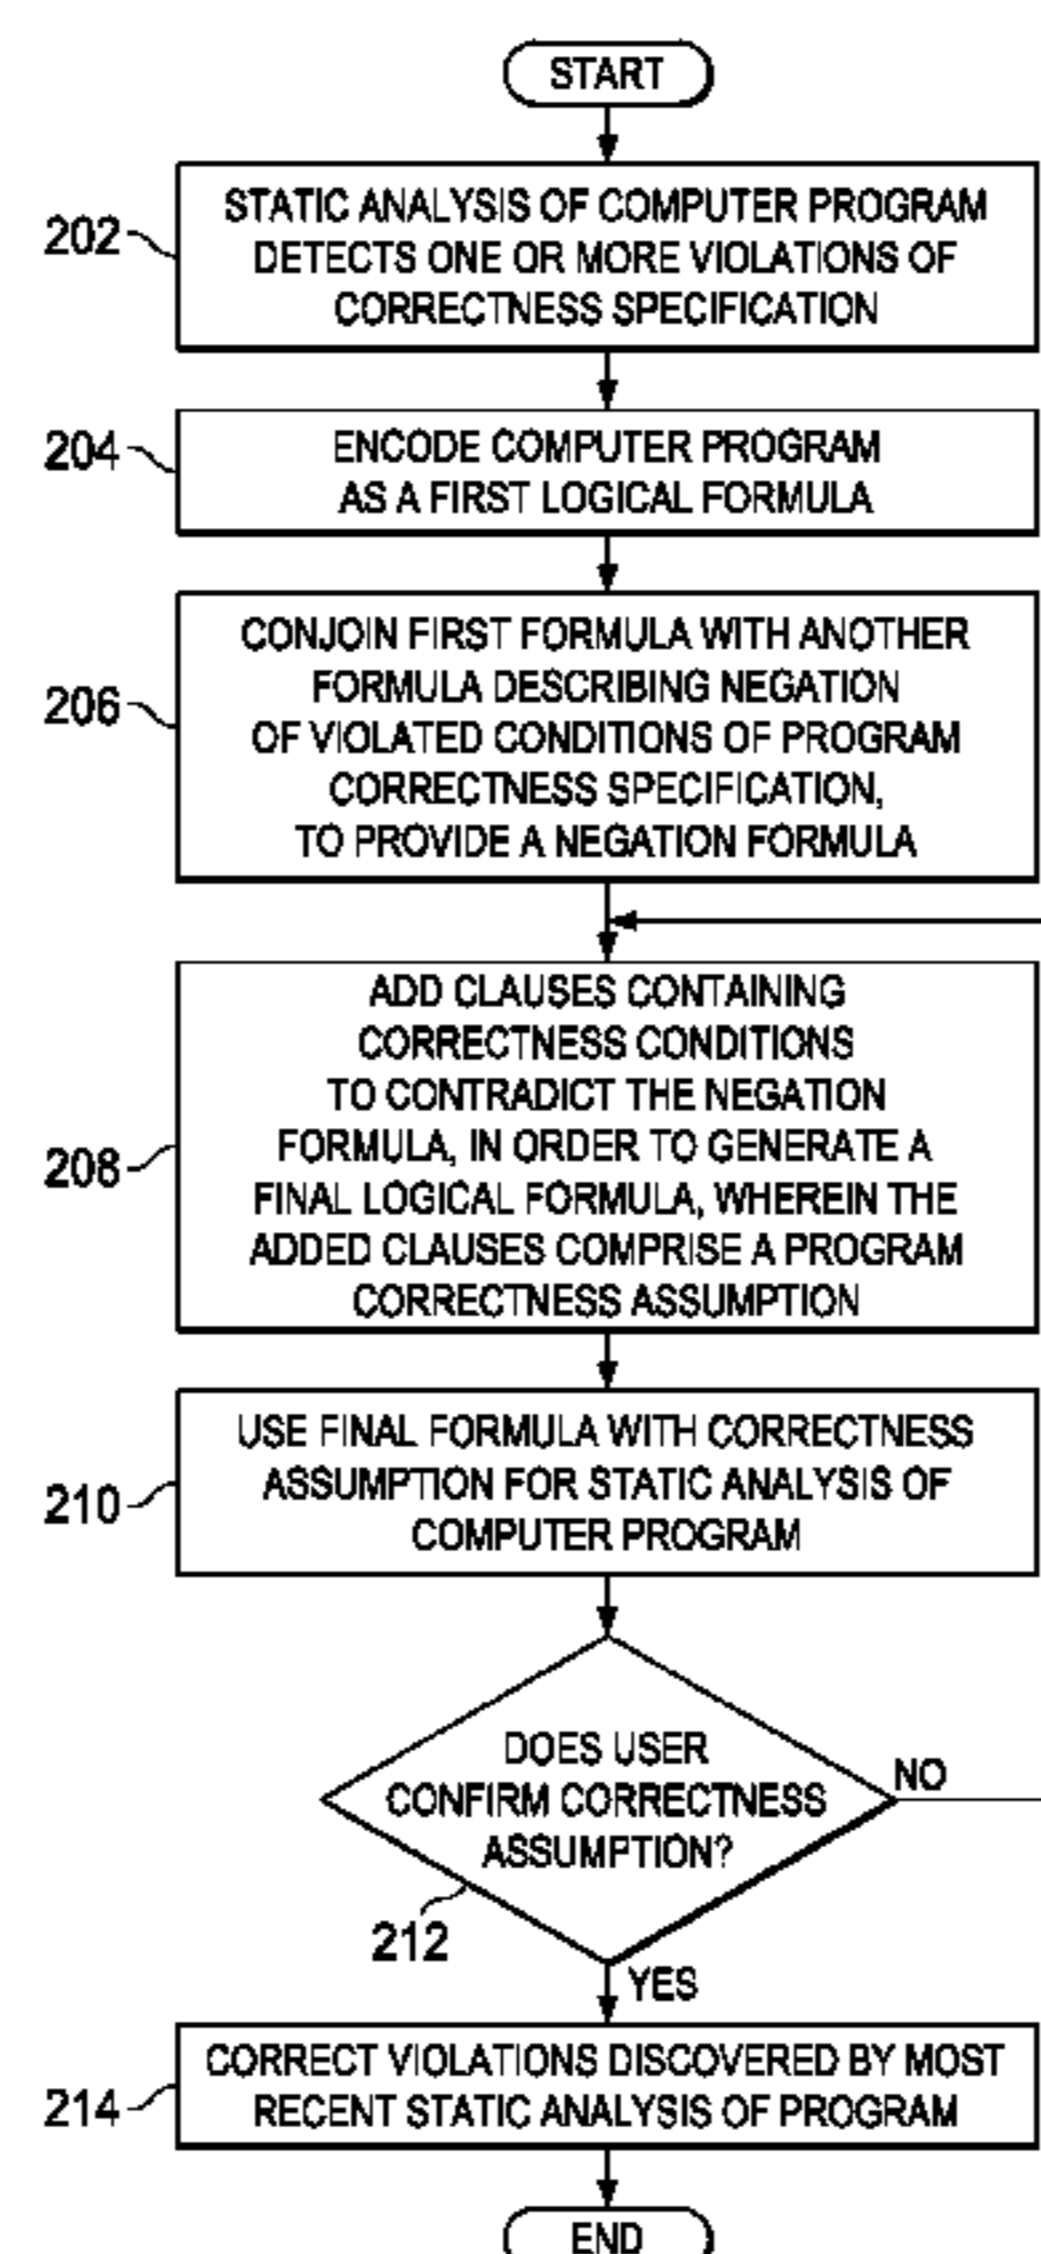 START
202
STATIC ANALYSIS OF COMPUTER PROGRAM
DETECTS ONE OR MORE VIOLATIONS OF
CORRECTNESS SPECIFICATION
204
ENCODE COMPUTER PROGRAM
AS A FIRST LOGICAL FORMULA
206
CONJOIN FIRST FORMULA WITH ANOTHER
FORMULA DESCRIBING NEGATION
OF VIOLATED CONDITIONS OF PROGRAM
CORRECTNESS SPECIFICATION,
TO PROVIDE A NEGATION FORMULA
208
ADD CLAUSES CONTAINING
CORRECTNESS CONDITIONS
TO CONTRADICT THE NEGATION
FORMULA, IN ORDER TO GENERATE A
FINAL LOGICAL FORMULA, WHEREIN THE
ADDED CLAUSES COMPRISE A PROGRAM
CORRECTNESS ASSUMPTION
210
USE FINAL FORMULA WITH CORRECTNESS
ASSUMPTION FOR STATIC ANALYSIS OF
COMPUTER PROGRAM
DOES USER
CONFIRM CORRECTNESS
ASSUMPTION?
NO
212
YES
214
CORRECT VIOLATIONS DISCOVERED BY MOST
RECENT STATIC ANALYSIS OF PROGRAM
END